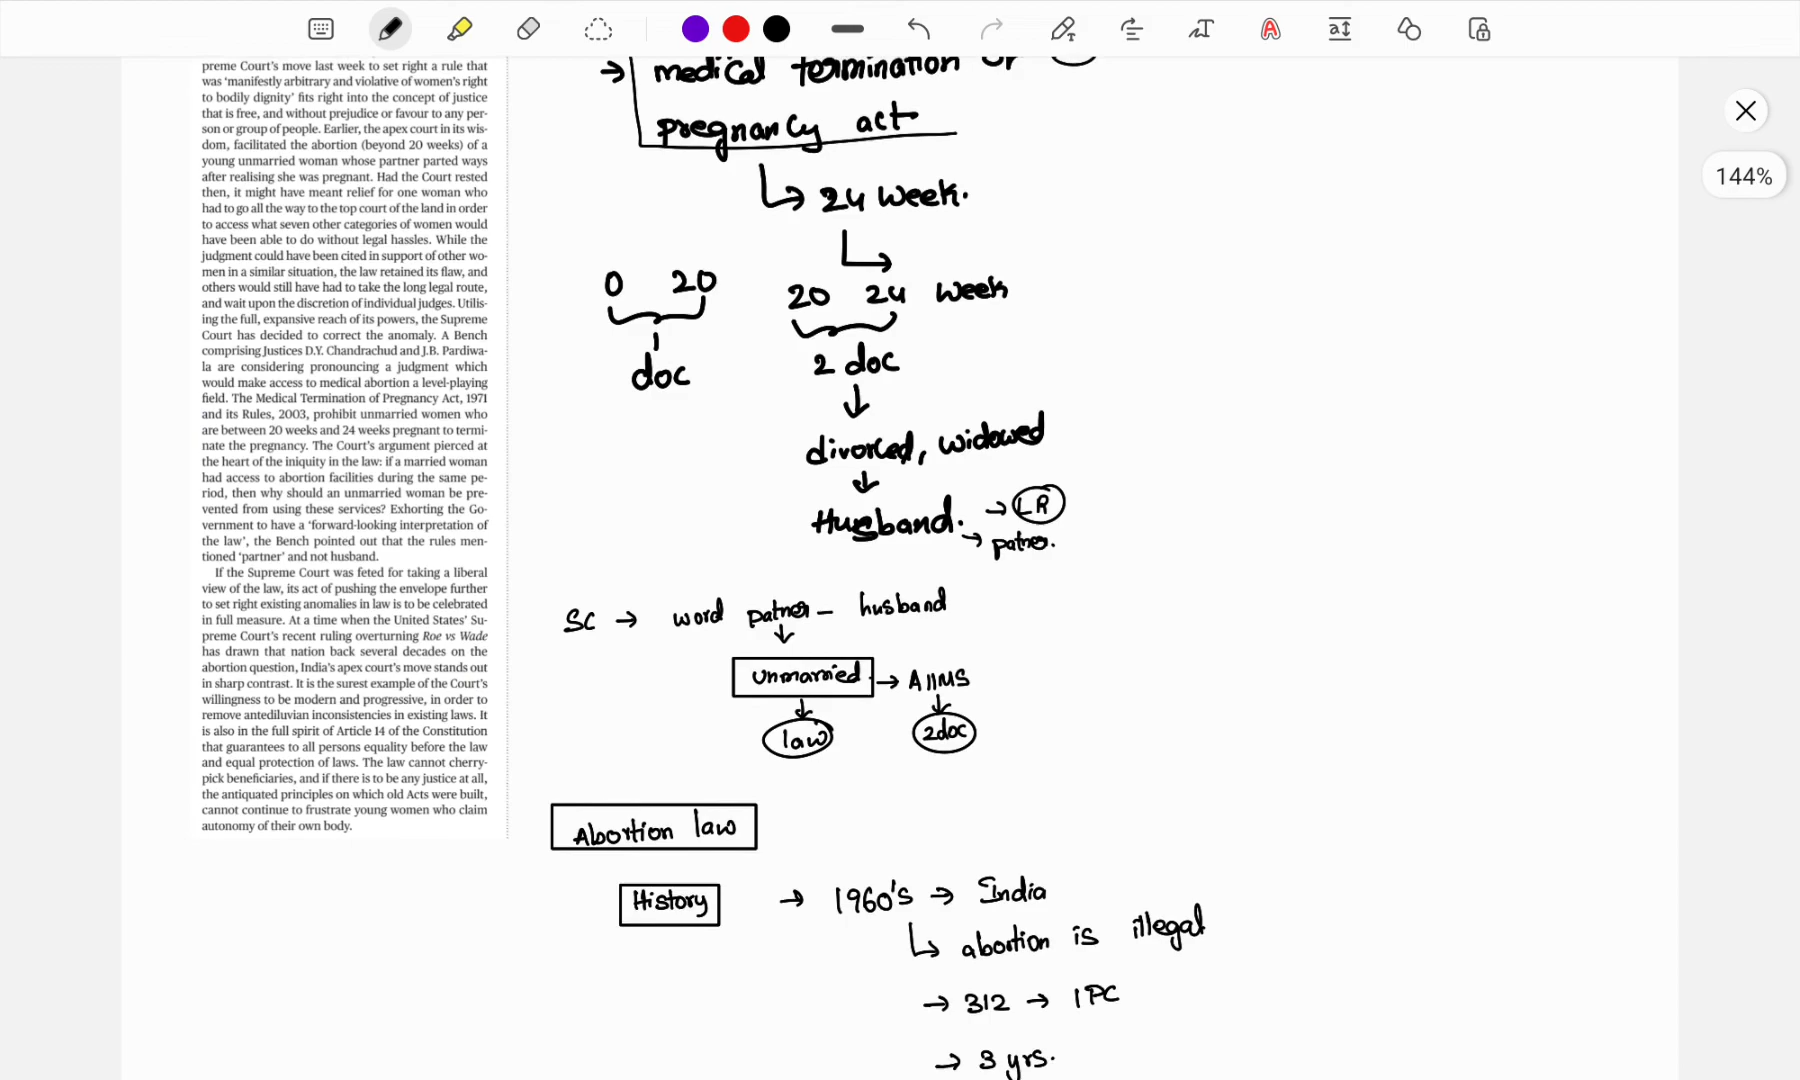 144%
preme Court's move last week to set right a rule that
was 'manifestly arbitrary and violative of women's right
to bodily dignity' fits right into the concept of justice
that is free, and without prejudice or favour to any per-
son or group of people. Earlier, the apex court in its wis-
dom, facilitated the abortion (beyond 20 weeks) of a
young unmarried woman whose partner parted ways
after realising she was pregnant. Had the Court rested
then, it might have meant relief for one woman who
had to go all the way to the top court of the land in order
to access what seven other categories of women would
have been able to do without legal hassles. While the
judgment could have been cited in support of other wo-
men in a similar situation, the law retained its flaw, and
others would still have had to take the long legal route,
and wait upon the discretion of individual judges. Utilis-
ing the full, expansive reach of its powers, the Supreme
Court has decided to correct the anomaly. A Bench
comprising Justices D.Y. Chandrachud and J.B. Pardiwa-
la are considering pronouncing a judgment which
would make access to medical abortion a level-playing
field. The Medical Termination of Pregnancy Act, 1971
and its Rules, 2003, prohibit unmarried women who
are between 20 weeks and 24 weeks pregnant to termi-
nate the pregnancy. The Court's argument pierced at
the heart of the iniquity in the law: if a married woman
had access to abortion facilities during the same pe-
riod, then why should an unmarried woman be pre-
vented from using these services? Exhorting the Go-
vernment to have a 'forward-looking interpretation of
the law', the Bench pointed out that the rules men-
tioned 'partner' and not husband.
If the Supreme Court was feted for taking a liberal
view of the law, its act of pushing the envelope further
to set right existing anomalies in law is to be celebrated
in full measure. At a time when the United States' Su-
preme Court's recent ruling overturning Roe vs Wade
has drawn that nation back several decades on the
abortion question, India's apex court's move stands out
in sharp contrast. It is the surest example of the Court's
willingness to be modern and progressive, in order to
remove antediluvian inconsistencies in existing laws. It
is also in the full spirit of Article 14 of the Constitution
that guarantees to all persons equality before the law
and equal protection of laws. The law cannot cherry-
pick beneficiaries, and if there is to be any justice at all,
the antiquated principles on which old Acts were built,
cannot continue to frustrate young women who claim
autonomy of their own body.
→ medical termination of
pregnancy act
↳ 24 week.
0 20
20 24 week
doc
2 doc
↓
divorced, widowed
↓
Husband. → LR
→ patner.
SC → word patner – husband
↓
unmarried. → AIIMS
↓ ↓
law 2doc
Abortion law
History → 1960's → India
↳ abortion is illegal
→ 312 → IPC
→ 3 yrs.